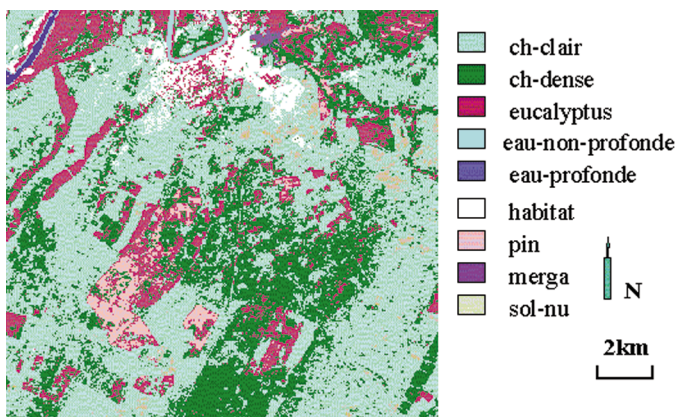 ch-clair
ch-dense
eucalyptus
eau-non-profonde
eau-profonde
habitat
pin
merga
sol-nu
N
2km